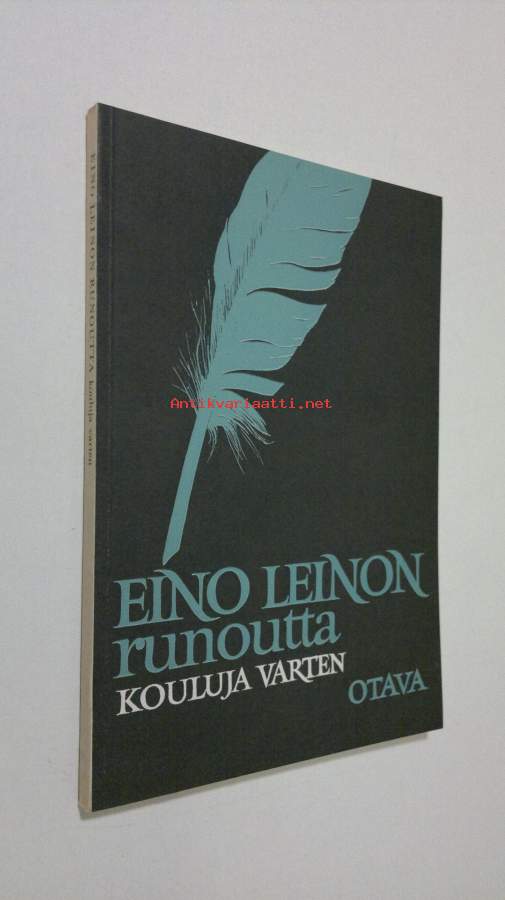 EINO LEINON RUNOUTTA kouluja varten
Antikvariaatti.net
EINO LEINON
runoutta
KOULUJA VARTEN
OTAVA